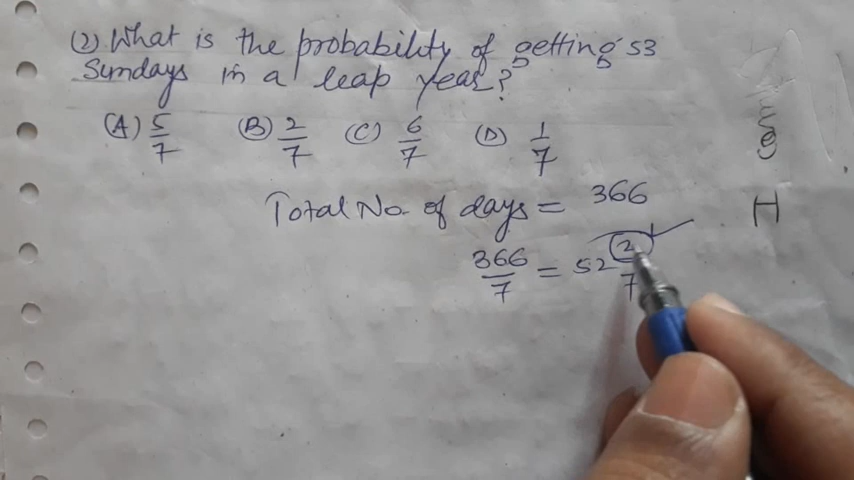 (2) What is the probability of getting 53
Sundays in a leap year?
(A) 5/7 (B) 2/7 (C) 6/7 (D) 1/7
Total No. of days = 366
366/7 = 52 2/7
H